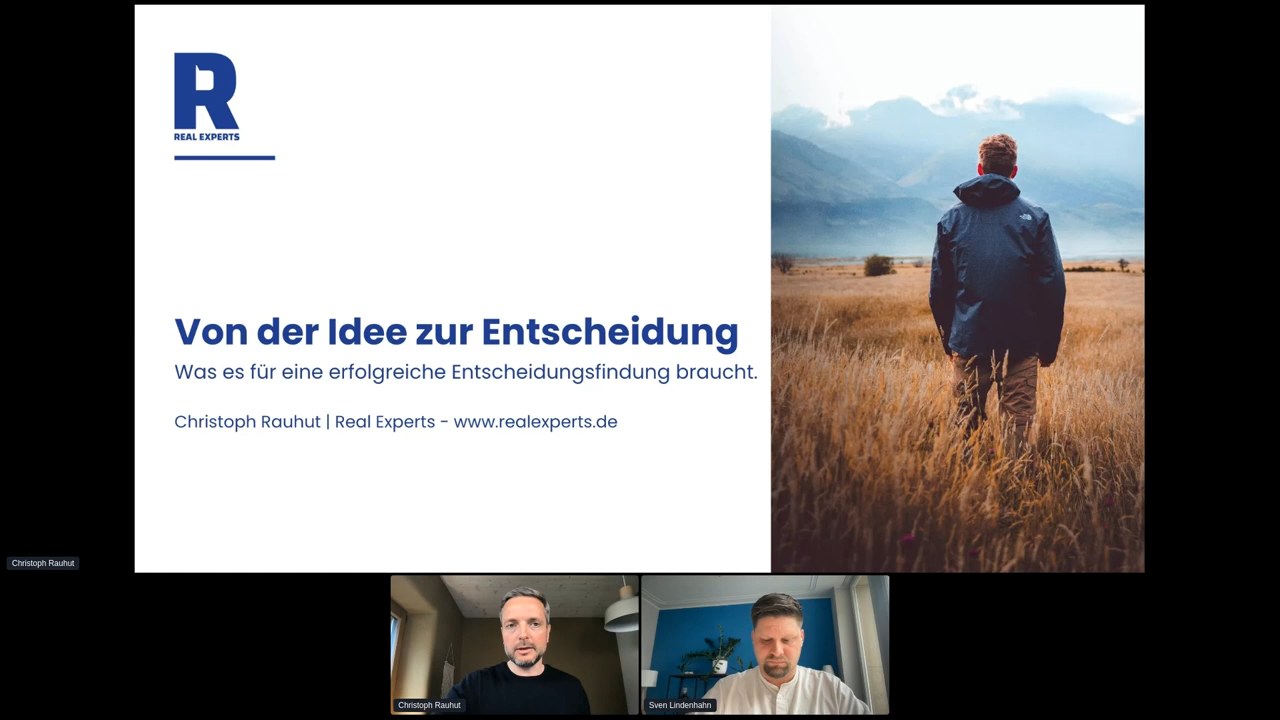 R
REAL EXPERTS
Von der Idee zur Entscheidung
Was es für eine erfolgreiche Entscheidungsfindung braucht.
Christoph Rauhut | Real Experts - www.realexperts.de
Christoph Rauhut
Christoph Rauhut
Sven Lindenhahn